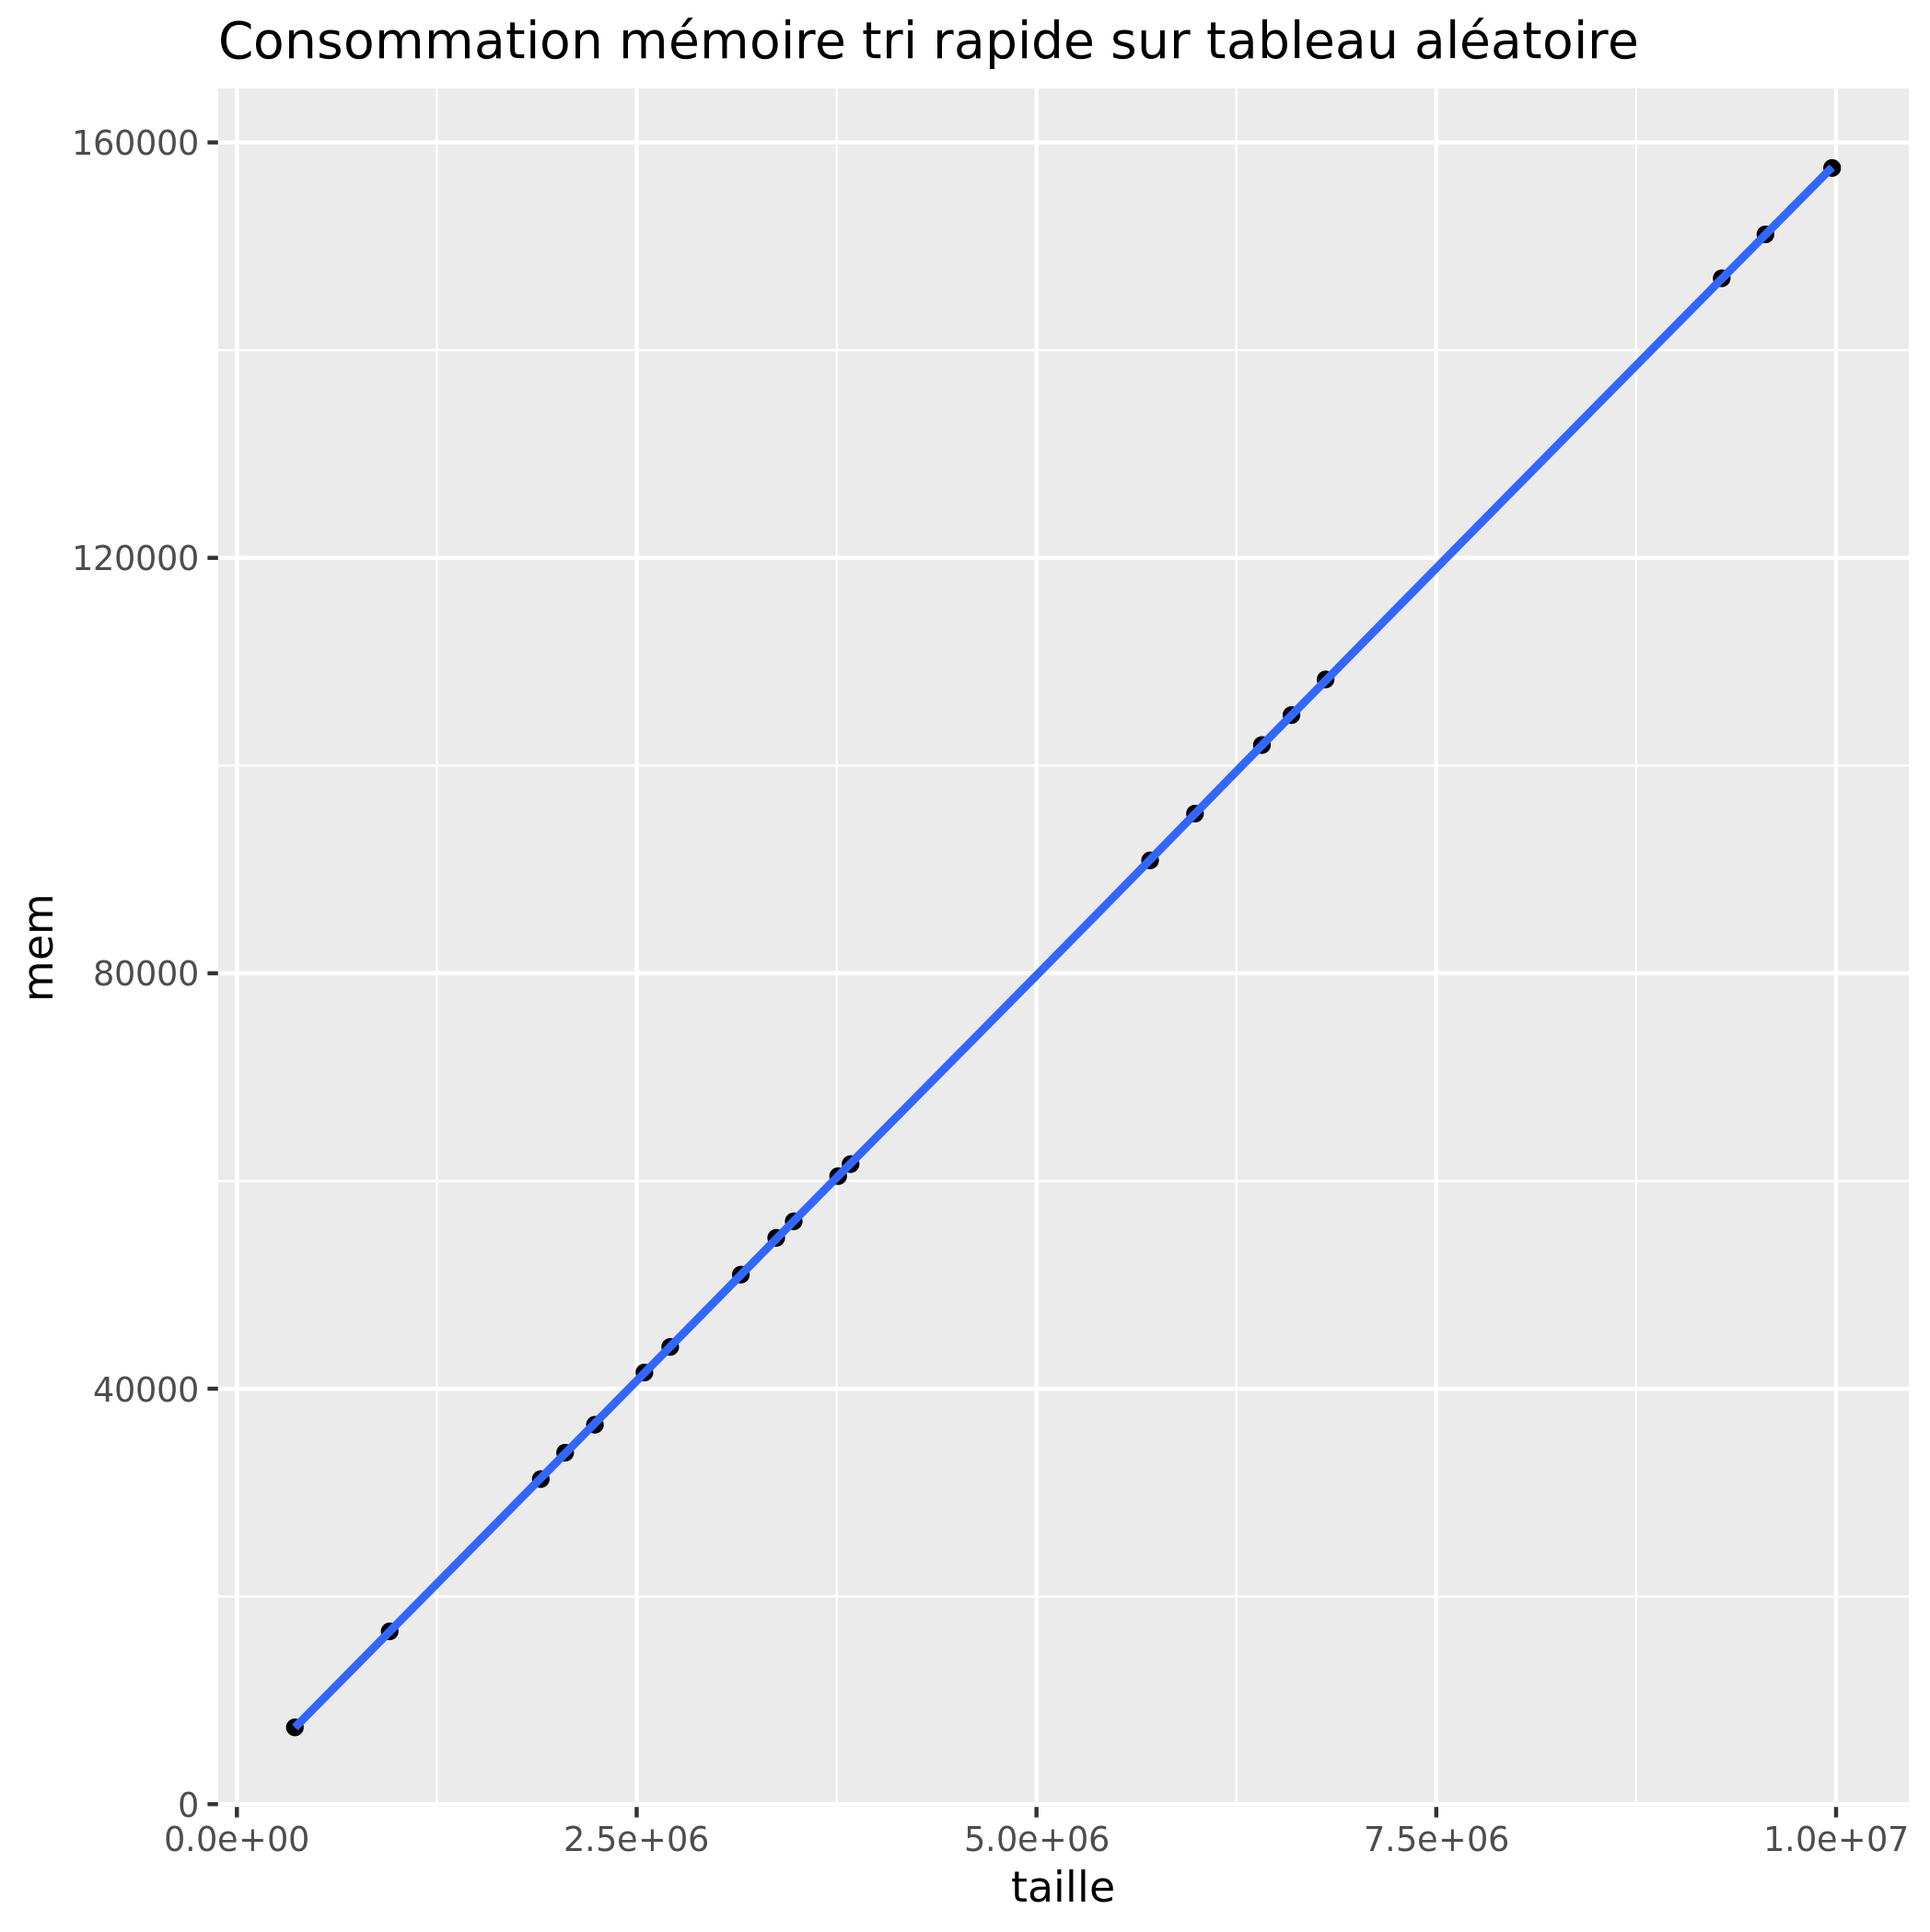 Consommation mémoire tri rapide sur tableau aléatoire
160000
120000
80000
40000
0
mem
0.0e+00 2.5e+06 5.0e+06 7.5e+06 1.0e+07
taille